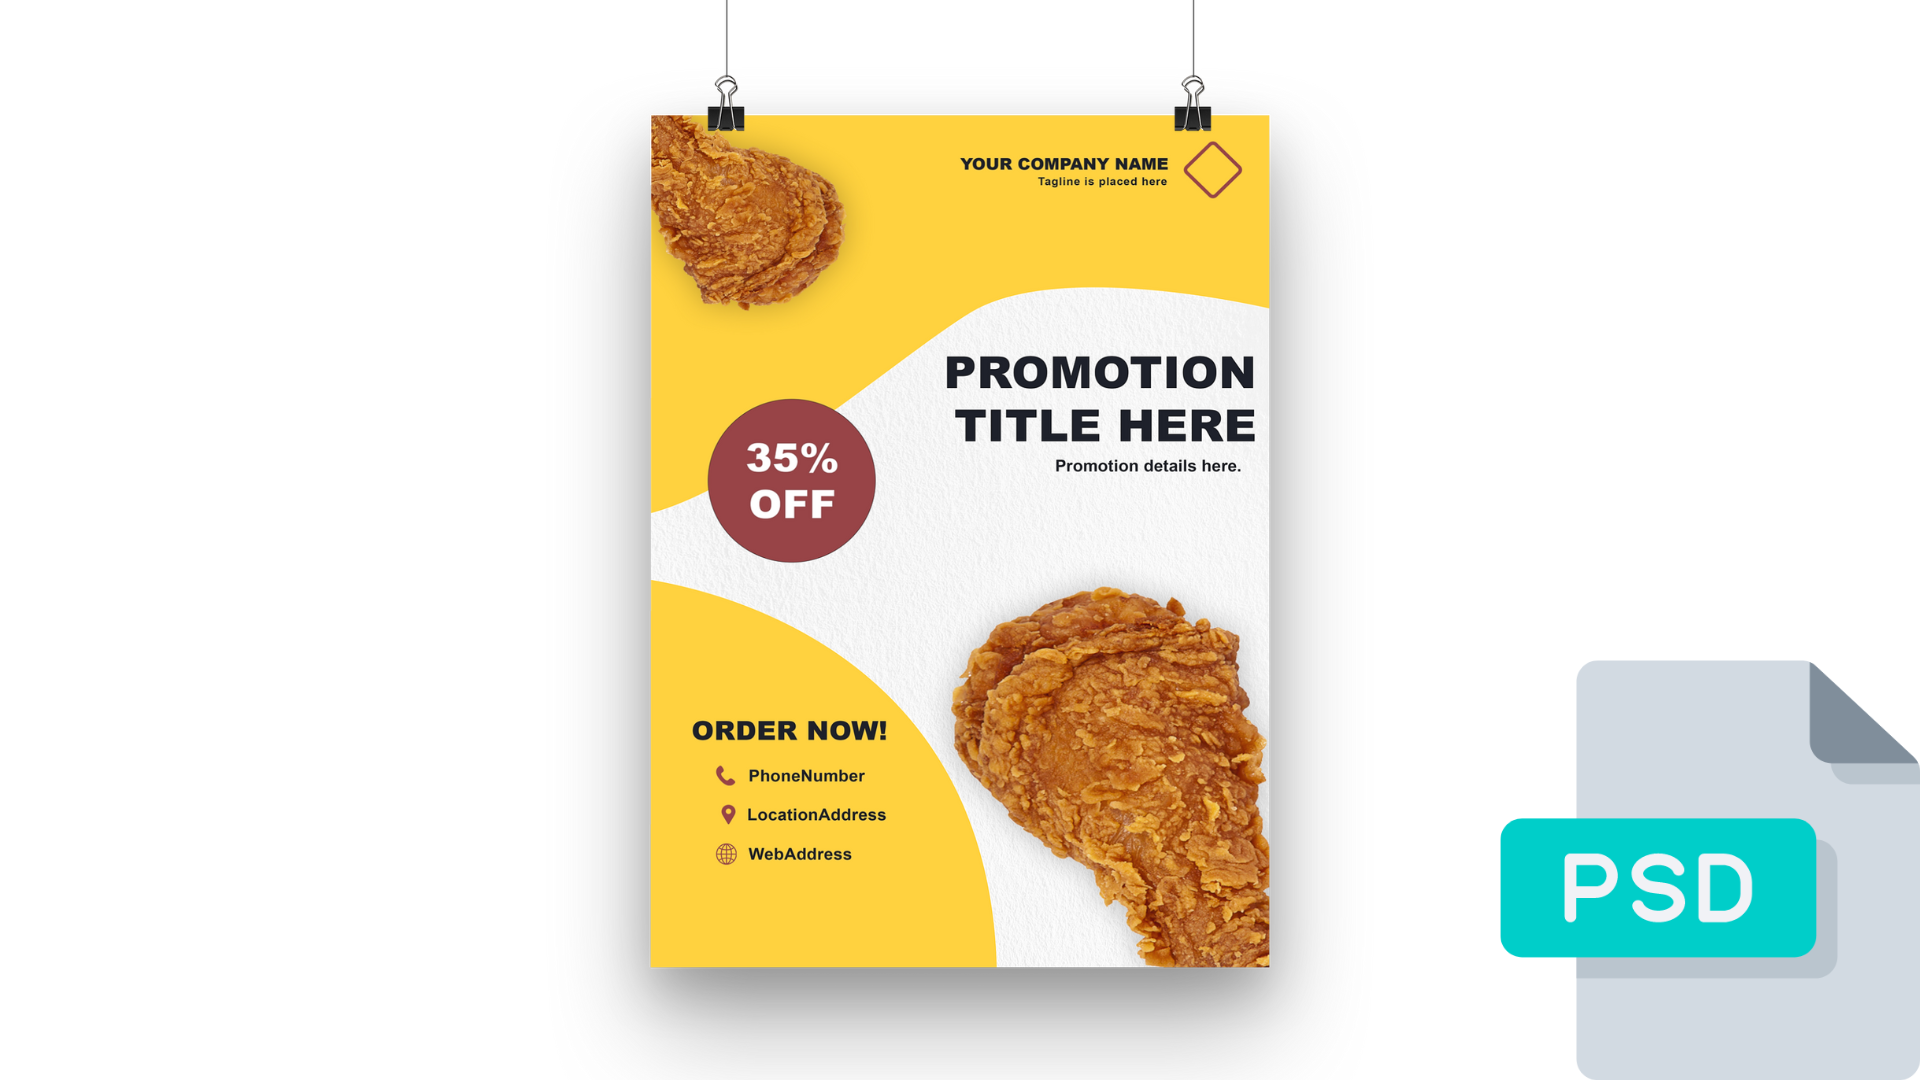 YOUR COMPANY NAME
Tagline is placed here
PROMOTION
TITLE HERE
Promotion details here.
35%
OFF
ORDER NOW!
PhoneNumber
LocationAddress
WebAddress
PSD